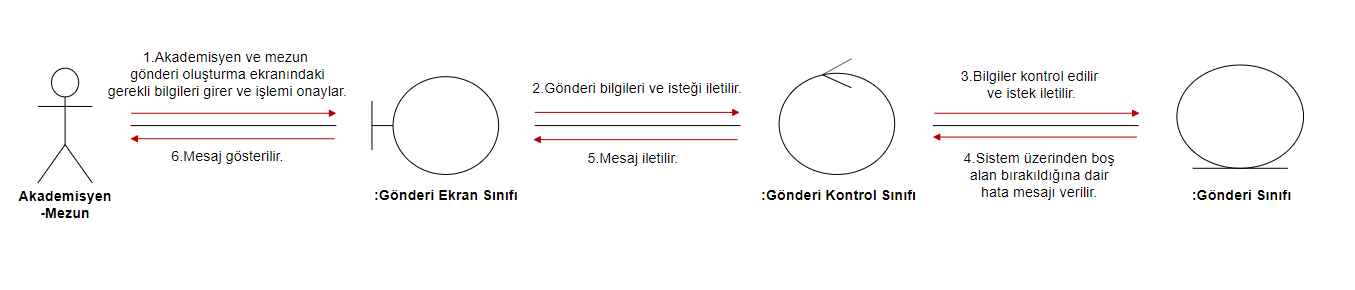 1.Akademisyen ve mezun
gönderi oluşturma ekranındaki
gerekli bilgileri girer ve işlemi onaylar.
6.Mesaj gösterilir.
Akademisyen
-Mezun
:Gönderi Ekran Sınıfı
2.Gönderi bilgileri ve isteği iletilir.
5.Mesaj iletilir.
:Gönderi Kontrol Sınıfı
3.Bilgiler kontrol edilir
ve istek iletilir.
4.Sistem üzerinden boş
alan bırakıldığına dair
hata mesajı verilir.
:Gönderi Sınıfı